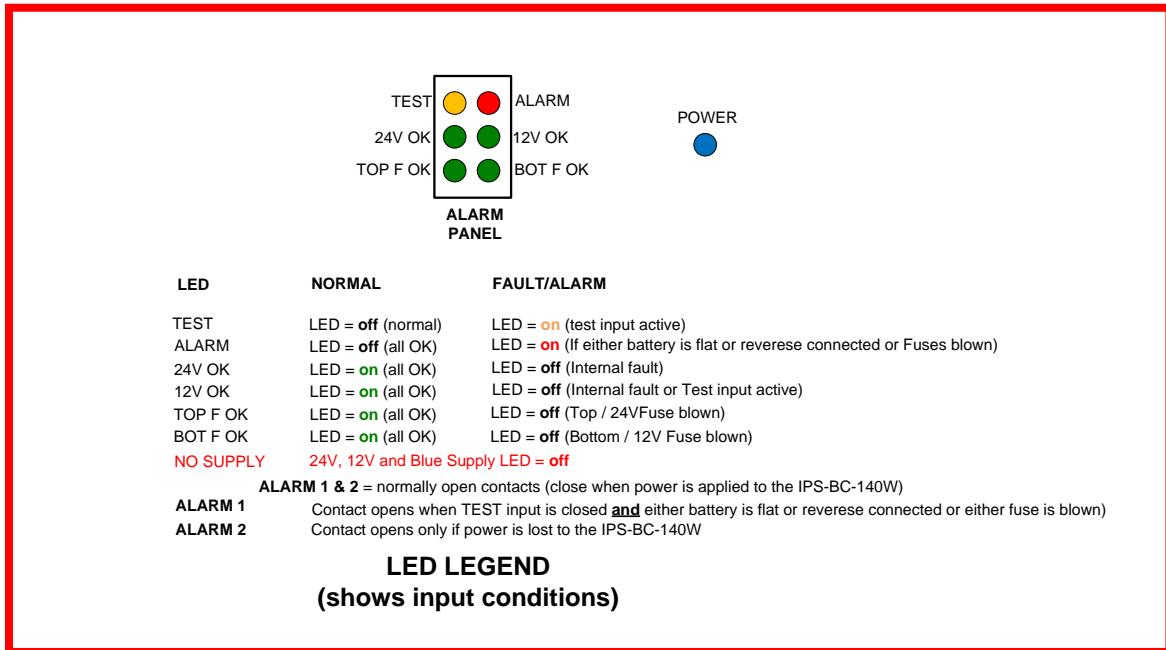 TEST ALARM
POWER
24V OK 12V OK
TOP F OK BOT F OK
ALARM
PANEL
LED NORMAL FAULT/ALARM
TEST LED = off (normal) LED = on (test input active)
ALARM LED = off (all OK) LED = on (If either battery is flat or reverese connected or Fuses blown)
24V OK LED = on (all OK) LED = off (Internal fault)
12V OK LED = on (all OK) LED = off (Internal fault or Test input active)
TOP F OK LED = on (all OK) LED = off (Top / 24VFuse blown)
BOT F OK LED = on (all OK) LED = off (Bottom / 12V Fuse blown)
NO SUPPLY 24V, 12V and Blue Supply LED = off
ALARM 1 & 2 = normally open contacts (close when power is applied to the IPS-BC-140W)
ALARM 1 Contact opens when TEST input is closed and either battery is flat or reverese connected or either fuse is blown)
ALARM 2 Contact opens only if power is lost to the IPS-BC-140W
LED LEGEND
(shows input conditions)